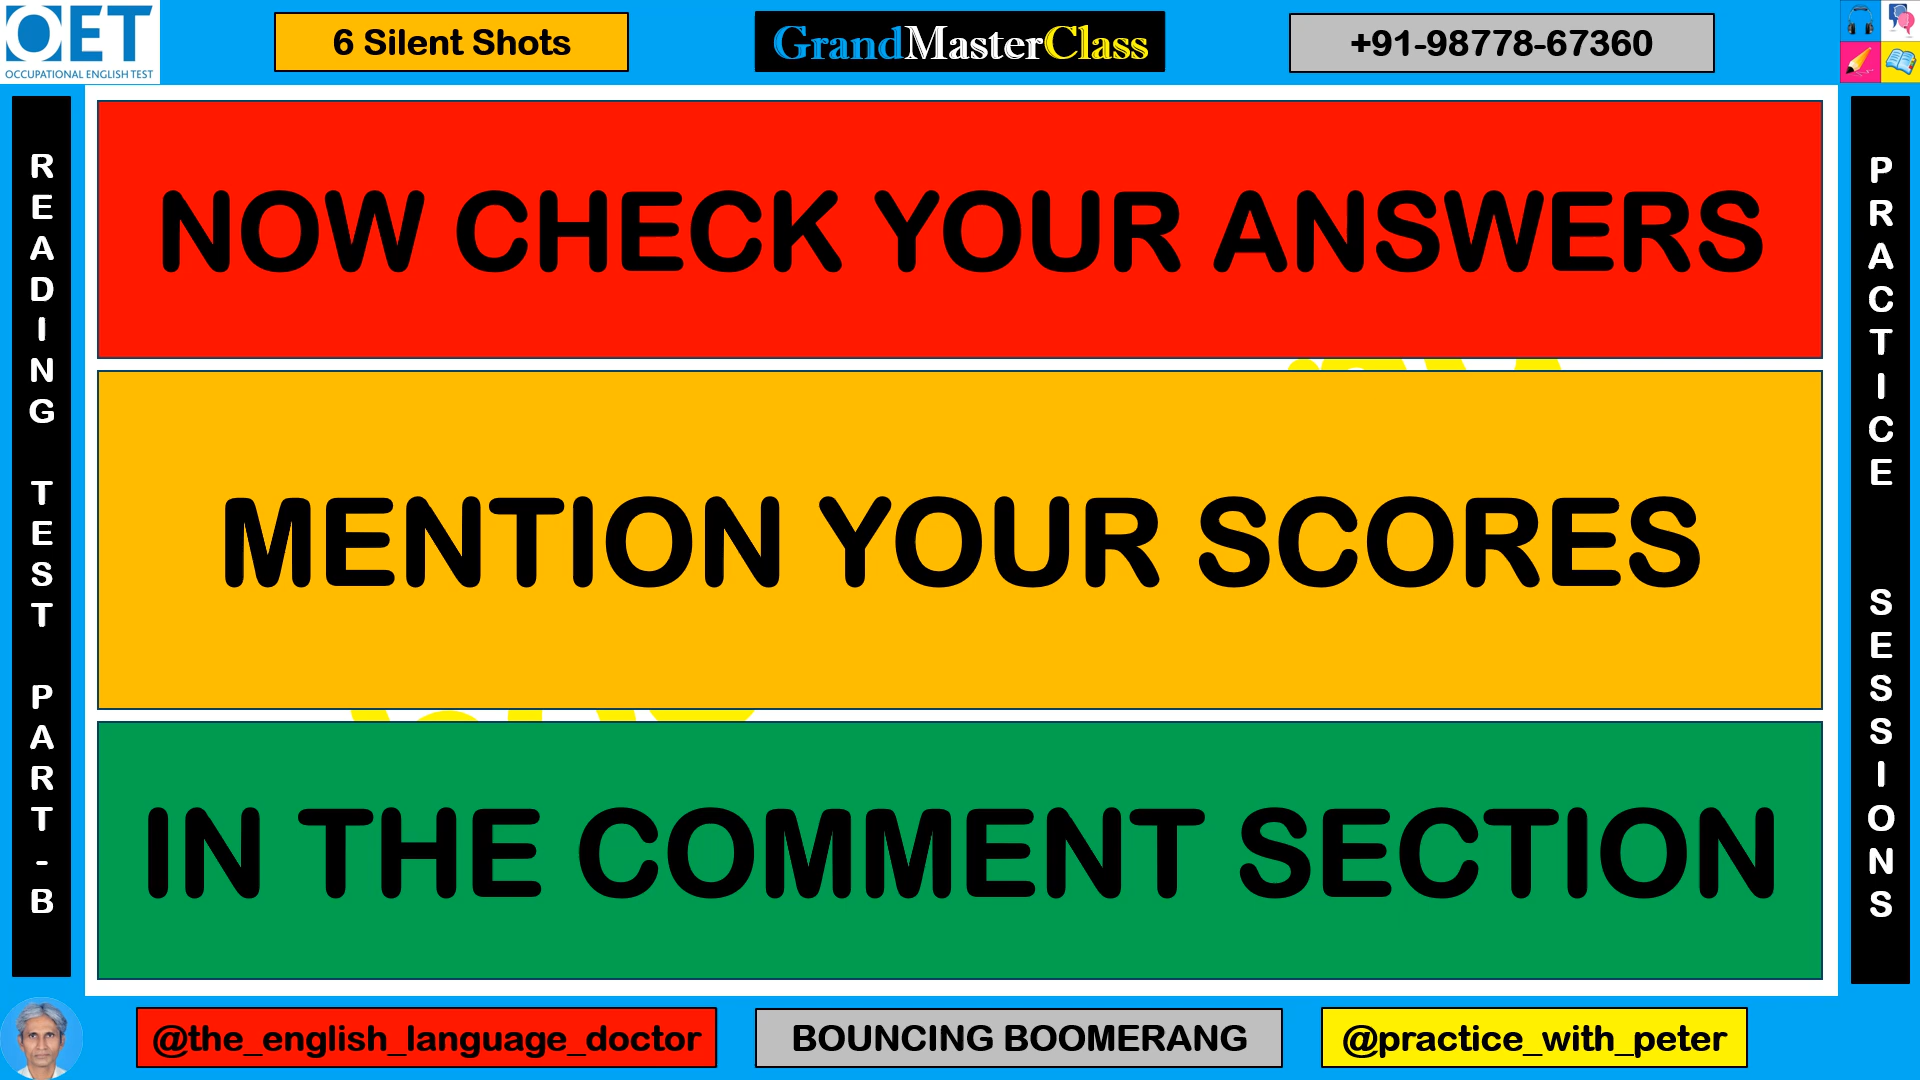 OET
OCCUPATIONAL ENGLISH TEST
6 Silent Shots
GrandMasterClass
+91-98778-67360
READING TEST PART-B
NOW CHECK YOUR ANSWERS
MENTION YOUR SCORES
IN THE COMMENT SECTION
PRACTICE SESSIONS
@the_english_language_doctor
BOUNCING BOOMERANG
@practice_with_peter